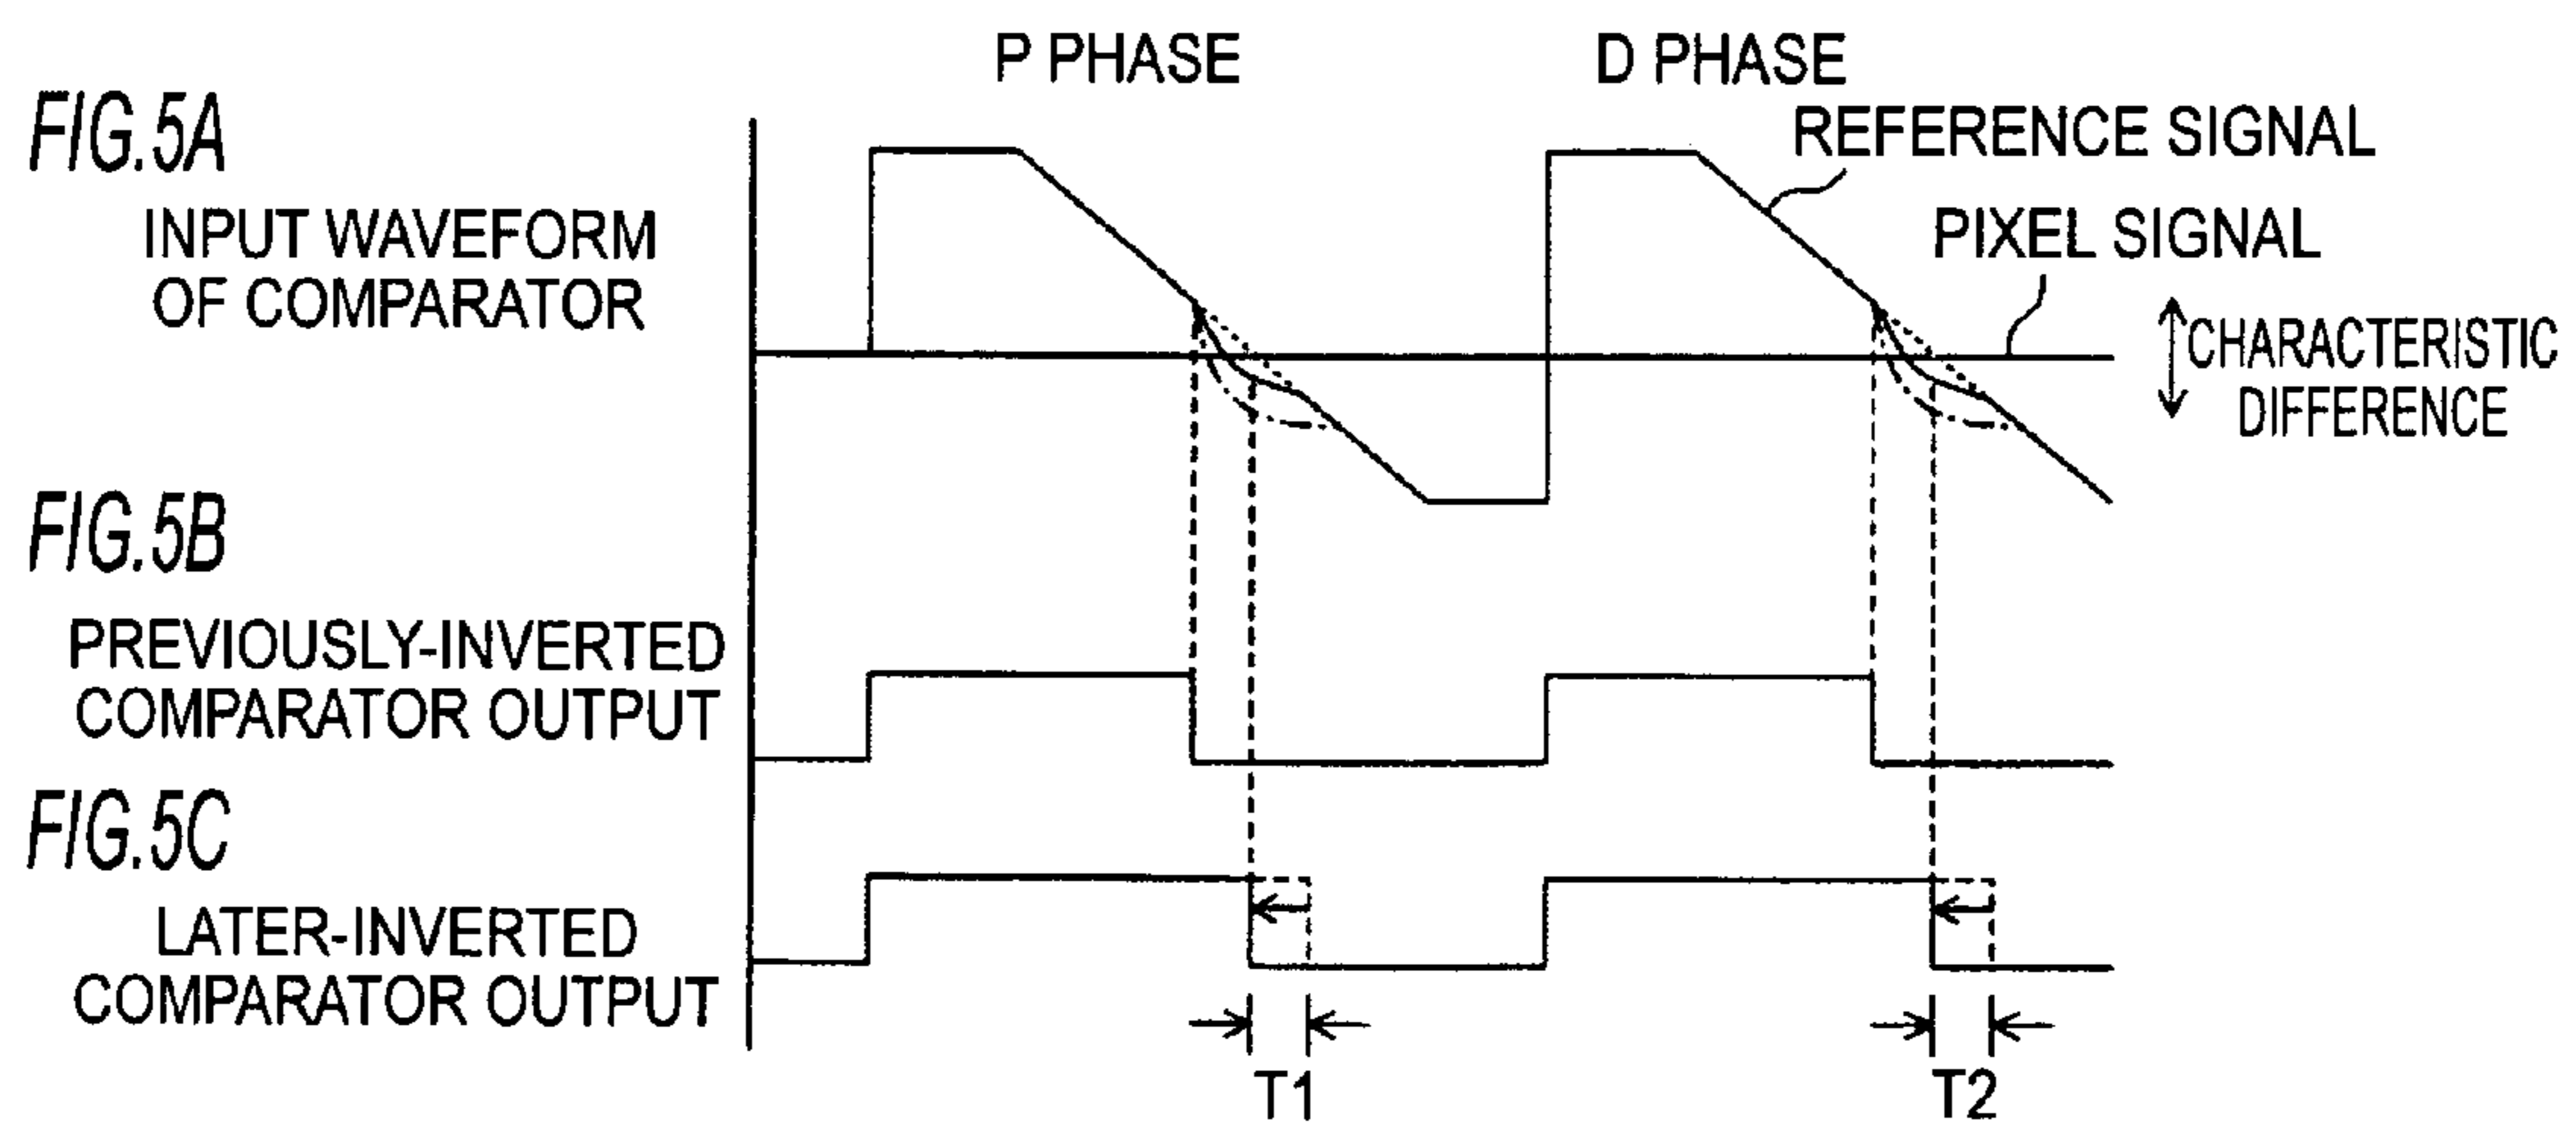 P PHASE
D PHASE
FIG.5A
REFERENCE SIGNAL
INPUT WAVEFORM
OF COMPARATOR
PIXEL SIGNAL
CHARACTERISTIC
DIFFERENCE
FIG.5B
PREVIOUSLY-INVERTED
COMPARATOR OUTPUT
FIG.5C
LATER-INVERTED
COMPARATOR OUTPUT
T1
T2